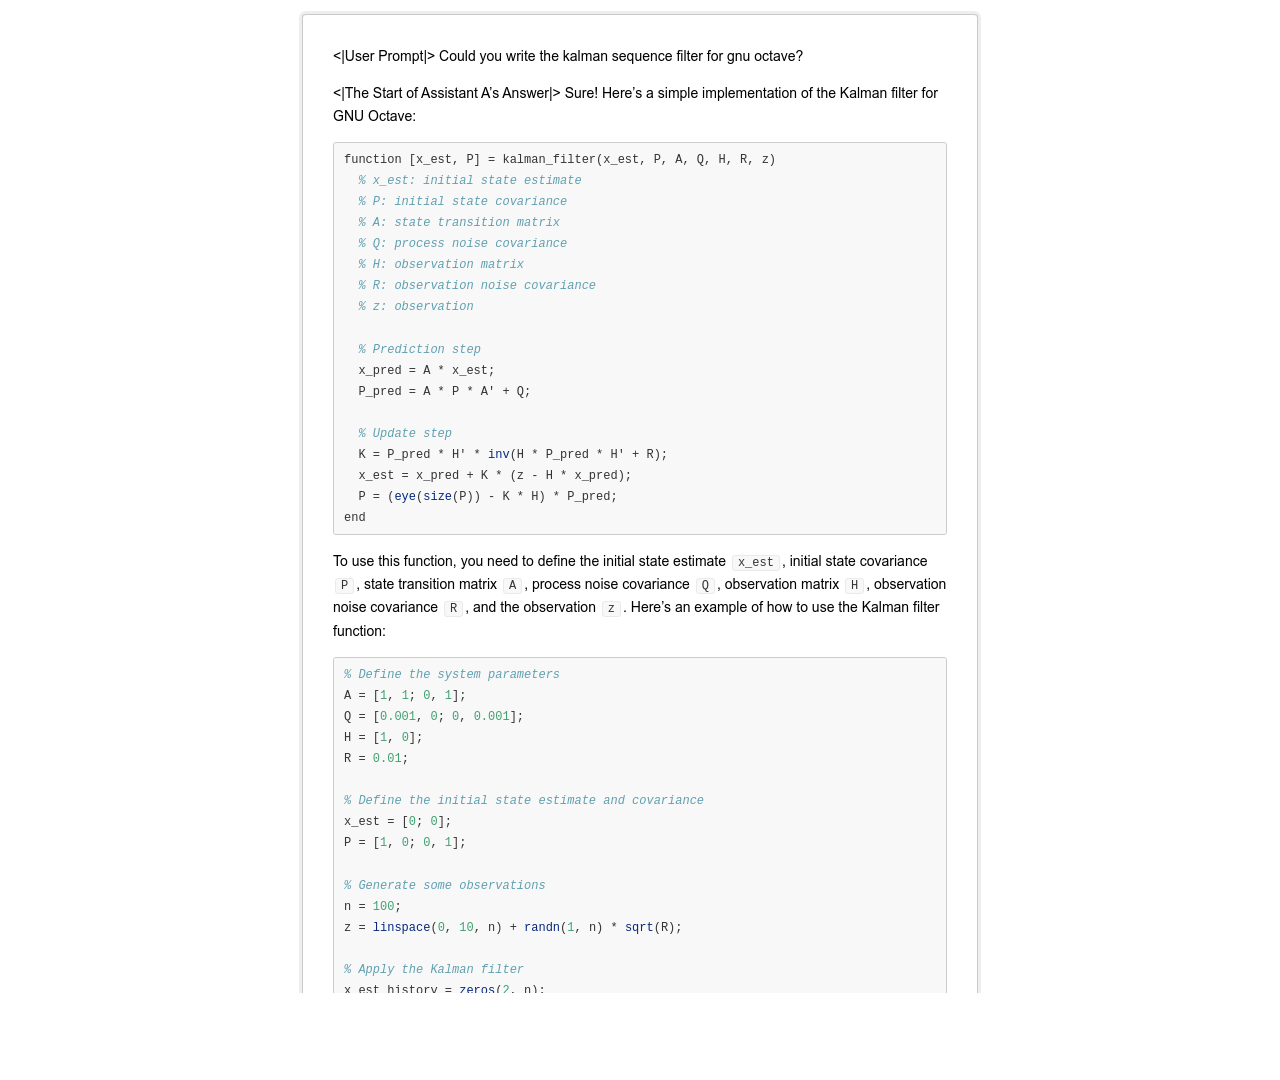 <|User Prompt|> Could you write the kalman sequence filter for gnu octave?
<|The Start of Assistant A’s Answer|> Sure! Here’s a simple implementation of the Kalman filter for
GNU Octave:
function [x_est, P] = kalman_filter(x_est, P, A, Q, H, R, z)
  % x_est: initial state estimate
  % P: initial state covariance
  % A: state transition matrix
  % Q: process noise covariance
  % H: observation matrix
  % R: observation noise covariance
  % z: observation
  % Prediction step
  x_pred = A * x_est;
  P_pred = A * P * A' + Q;
  % Update step
  K = P_pred * H' * inv(H * P_pred * H' + R);
  x_est = x_pred + K * (z - H * x_pred);
  P = (eye(size(P)) - K * H) * P_pred;
end
To use this function, you need to define the initial state estimate x_est, initial state covariance
P, state transition matrix A, process noise covariance Q, observation matrix H, observation
noise covariance R, and the observation z. Here’s an example of how to use the Kalman filter
function:
% Define the system parameters
A = [1, 1; 0, 1];
Q = [0.001, 0; 0, 0.001];
H = [1, 0];
R = 0.01;
% Define the initial state estimate and covariance
x_est = [0; 0];
P = [1, 0; 0, 1];
% Generate some observations
n = 100;
z = linspace(0, 10, n) + randn(1, n) * sqrt(R);
% Apply the Kalman filter
x_est_history = zeros(2, n);